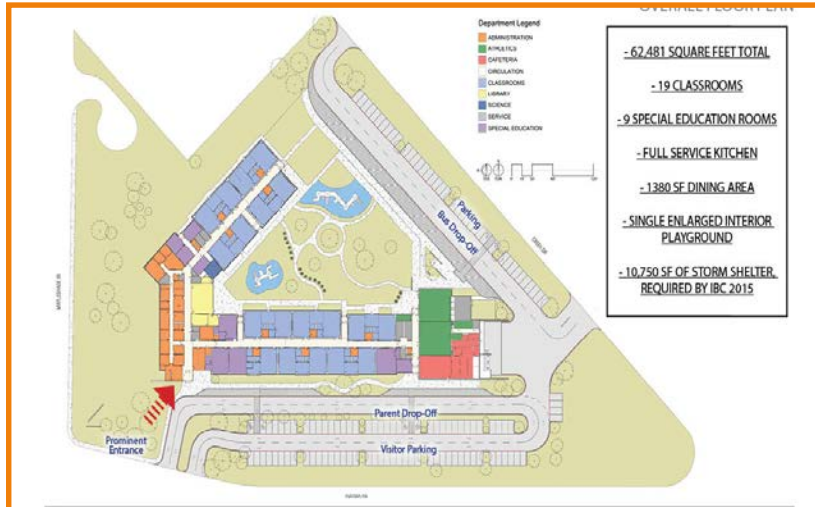 OVERALL FLOOR PLAN
Department Legend
ADMINISTRATION
ATHLETICS
CAFETERIA
CIRCULATION
CLASSROOMS
LIBRARY
SCIENCE
SERVICE
SPECIAL EDUCATION
- 62,481 SQUARE FEET TOTAL
- 19 CLASSROOMS
- 9 SPECIAL EDUCATION ROOMS
- FULL SERVICE KITCHEN
- 1380 SF DINING AREA
- SINGLE ENLARGED INTERIOR
PLAYGROUND
- 10,750 SF OF STORM SHELTER,
REQUIRED BY IBC 2015
Parking
Bus Drop-Off
Parent Drop-Off
Prominent
Entrance
Visitor Parking